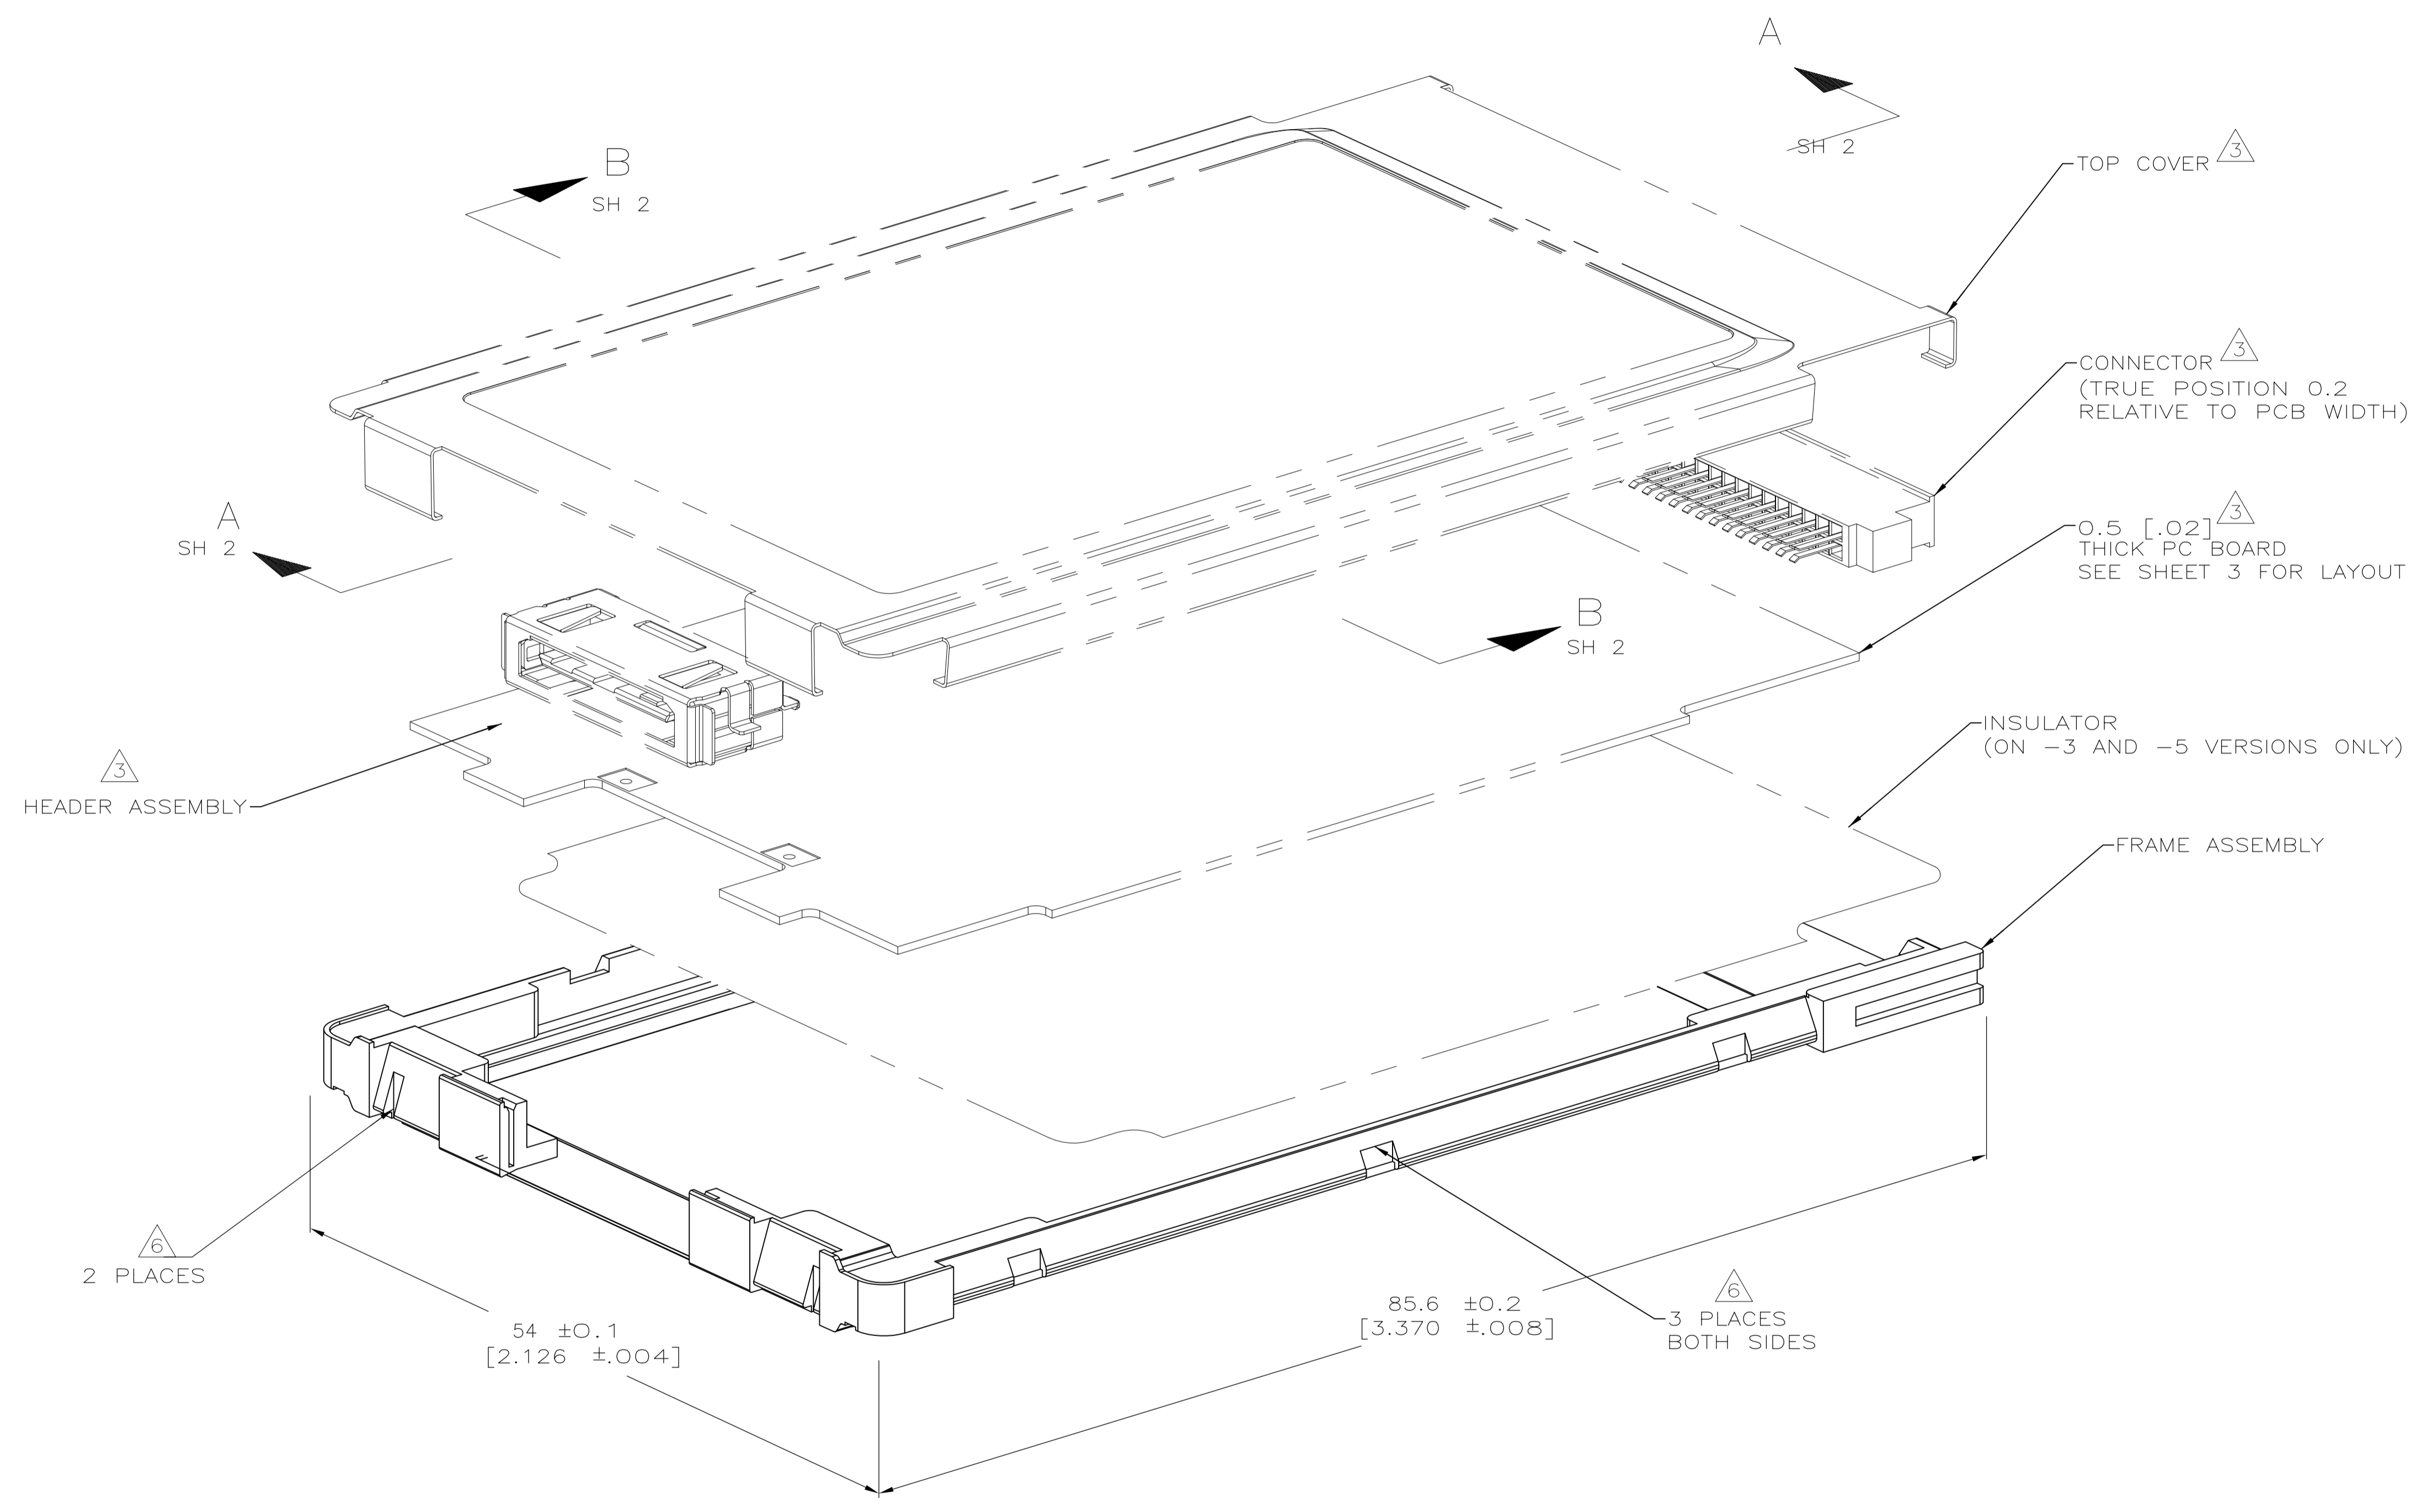 A
SH 2
B
SH 2
TOP COVER 3
CONNECTOR 3
(TRUE POSITION 0.2
RELATIVE TO PCB WIDTH)
A
SH 2
0.5 [.02] 3
THICK PC BOARD
SEE SHEET 3 FOR LAYOUT
B
SH 2
INSULATOR
(ON -3 AND -5 VERSIONS ONLY)
3
HEADER ASSEMBLY
FRAME ASSEMBLY
6
2 PLACES
54 ±0.1
[2.126 ±.004]
85.6 ±0.2
[3.370 ±.008]
6
3 PLACES
BOTH SIDES